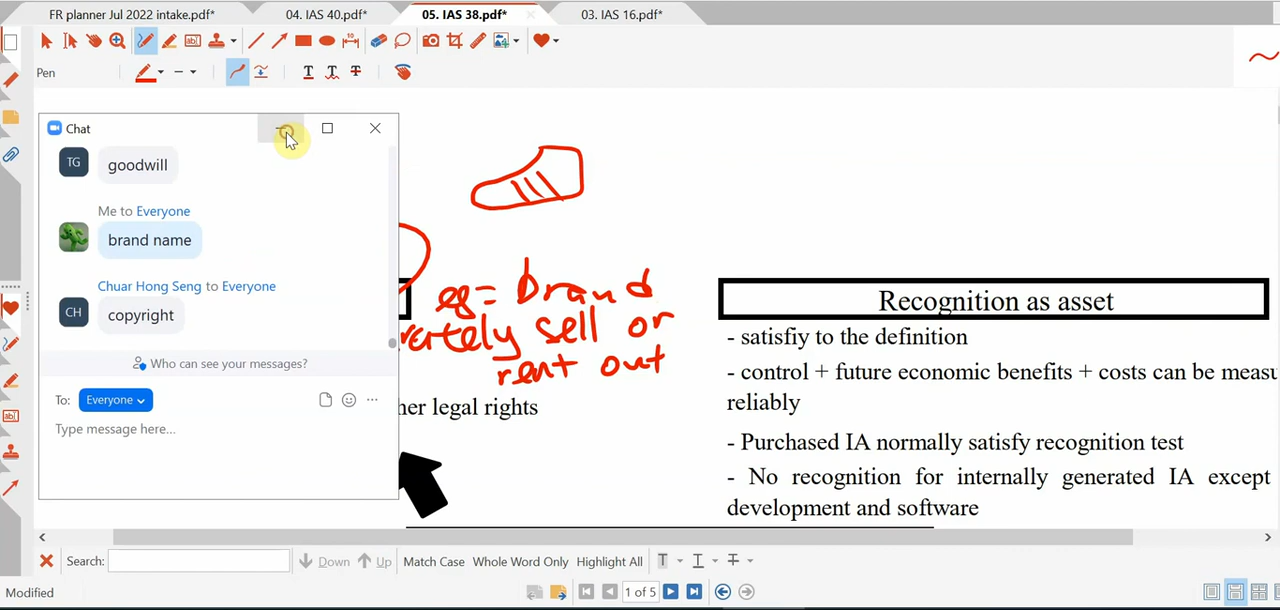 FR planner Jul 2022 intake.pdf* 04. IAS 40.pdf* 05. IAS 38.pdf* 03. IAS 16.pdf*
Pen
Chat
TG goodwill
Me to Everyone
brand name
Chuar Hong Seng to Everyone
CH copyright
Who can see your messages?
To: Everyone
Type message here...
eg= brand
rately sell or
rent out
her legal rights
Recognition as asset
- satisfiy to the definition
- control + future economic benefits + costs can be measu
reliably
- Purchased IA normally satisfy recognition test
- No recognition for internally generated IA except
development and software
Search: Down Up Match Case Whole Word Only Highlight All
Modified 1 of 5